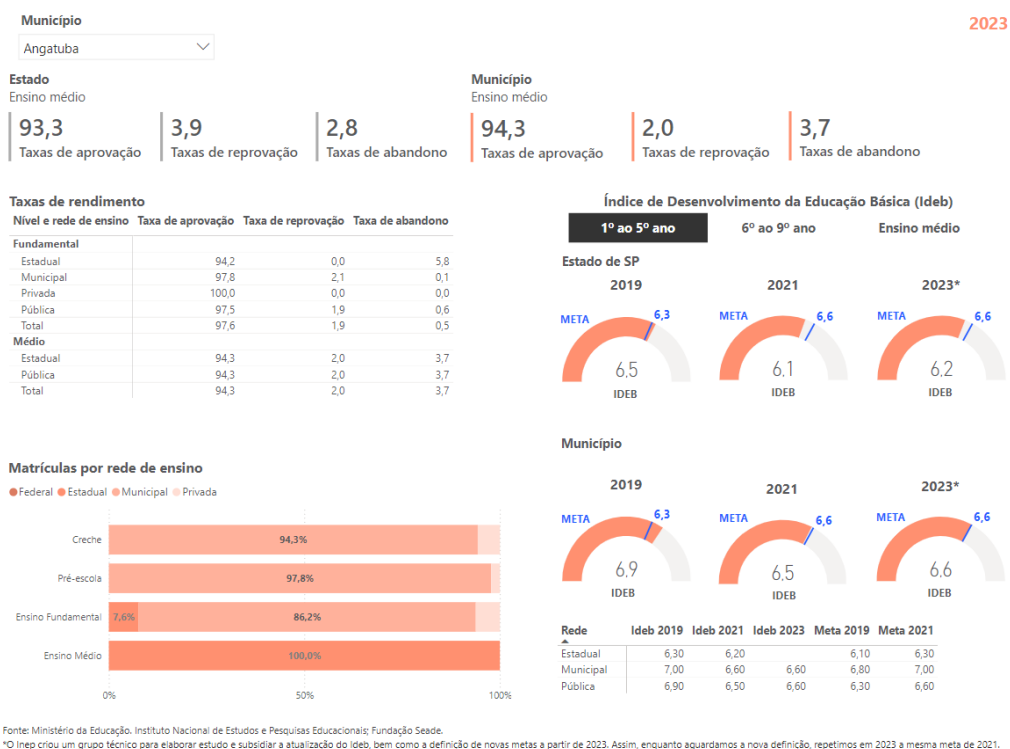 Município
2023
Angatuba
Estado
Ensino médio
Município
Ensino médio
93,3
Taxas de aprovação
3,9
Taxas de reprovação
2,8
Taxas de abandono
94,3
Taxas de aprovação
2,0
Taxas de reprovação
3,7
Taxas de abandono
Taxas de rendimento
Nível e rede de ensino Taxa de aprovação Taxa de reprovação Taxa de abandono
Fundamental
Estadual 94,2 0,0 5,8
Municipal 97,8 2,1 0,1
Privada 100,0 0,0 0,0
Pública 97,5 1,9 0,6
Total 97,6 1,9 0,5
Médio
Estadual 94,3 2,0 3,7
Pública 94,3 2,0 3,7
Total 94,3 2,0 3,7
Índice de Desenvolvimento da Educação Básica (Ideb)
1º ao 5º ano 6º ao 9º ano Ensino médio
Estado de SP
2019
META 6,3
6,5
IDEB
2021
META 6,6
6,1
IDEB
2023*
META 6,6
6,2
IDEB
Matrículas por rede de ensino
Federal Estadual Municipal Privada
Creche 94,3%
Pré-escola 97,8%
Ensino Fundamental 7,6% 86,2%
Ensino Médio 100,0%
0% 50% 100%
Município
2019
META 6,3
6,9
IDEB
2021
META 6,6
6,5
IDEB
2023*
META 6,6
6,6
IDEB
Rede Ideb 2019 Ideb 2021 Ideb 2023 Meta 2019 Meta 2021
Estadual 6,30 6,20 6,10 6,30
Municipal 7,00 6,60 6,60 6,80 7,00
Pública 6,90 6,50 6,60 6,30 6,60
Fonte: Ministério da Educação. Instituto Nacional de Estudos e Pesquisas Educacionais; Fundação Seade.
*O Inep criou um grupo técnico para elaborar estudo e subsidiar a atualização do Ideb, bem como a definição de novas metas a partir de 2023. Assim, enquanto aguardamos a nova definição, repetimos em 2023 a mesma meta de 2021.